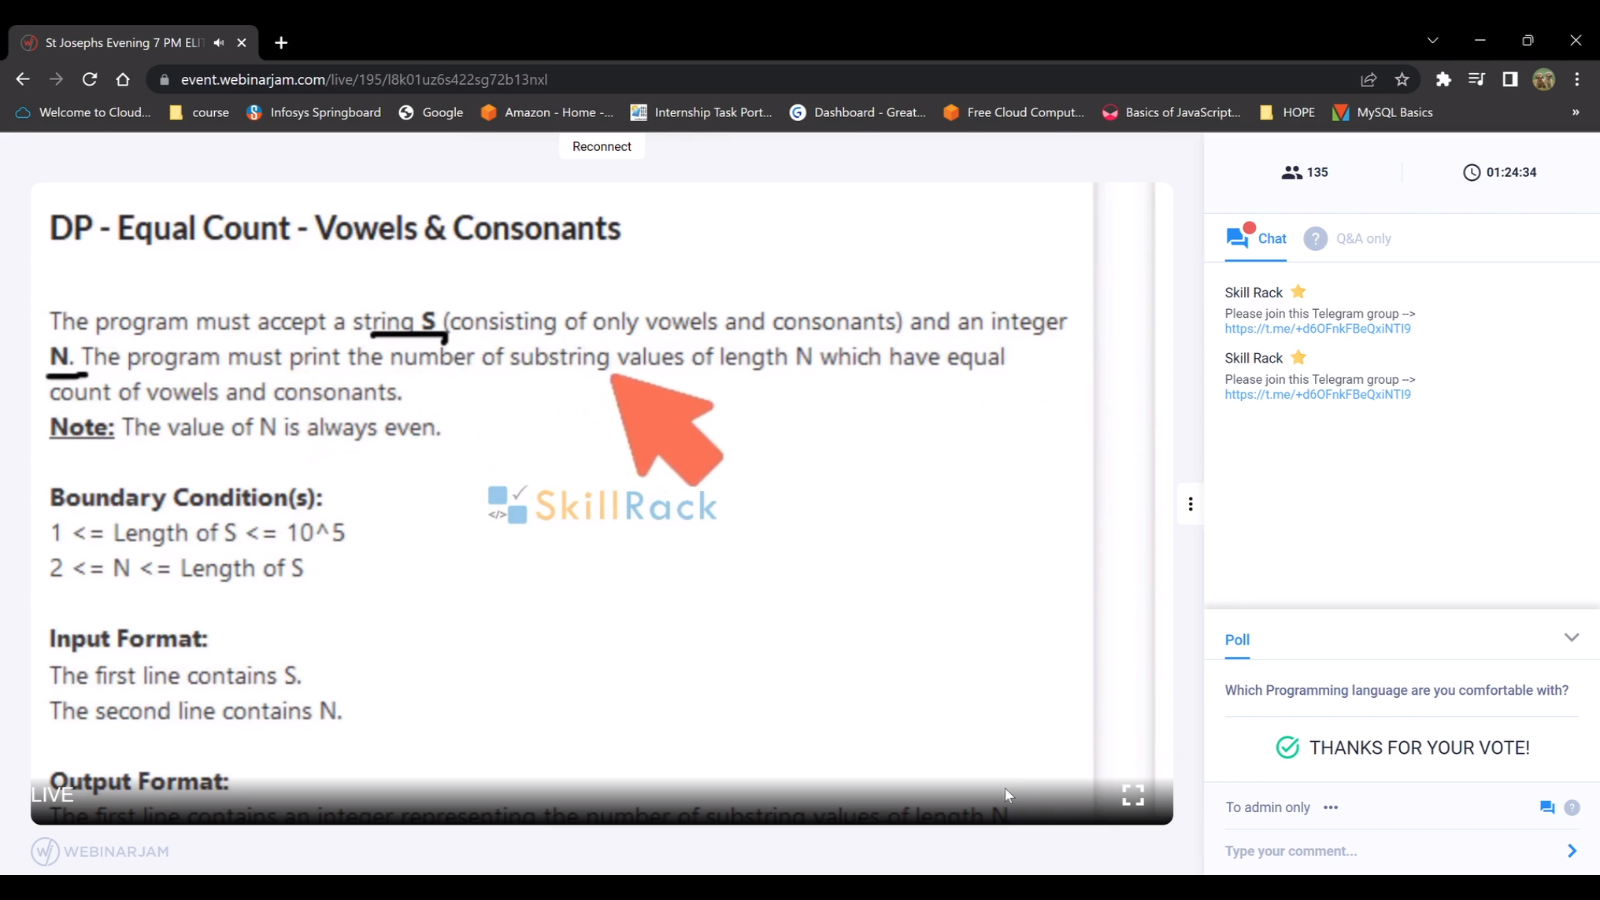 St Josephs Evening 7 PM ELIT
event.webinarjam.com/live/195/l8k01uz6s422sg72b13nxl
Welcome to Cloud... course Infosys Springboard Google Amazon - Home -... Internship Task Port... Dashboard - Great... Free Cloud Comput... Basics of JavaScript... HOPE MySQL Basics »
Reconnect
135 01:24:34
DP - Equal Count - Vowels & Consonants
The program must accept a string S (consisting of only vowels and consonants) and an integer
N. The program must print the number of substring values of length N which have equal
count of vowels and consonants.
Note: The value of N is always even.
Boundary Condition(s):
1 <= Length of S <= 10^5
2 <= N <= Length of S
SkillRack
Input Format:
The first line contains S.
The second line contains N.
Output Format:
The first line contains an integer representing the number of substring values of length N
LIVE
WEBINARJAM
Chat ? Q&A only
Skill Rack
Please join this Telegram group -->
https://t.me/+d6OFnkFBeQxiNTI9
Skill Rack
Please join this Telegram group -->
https://t.me/+d6OFnkFBeQxiNTI9
Poll
Which Programming language are you comfortable with?
THANKS FOR YOUR VOTE!
To admin only ••• ?
Type your comment...